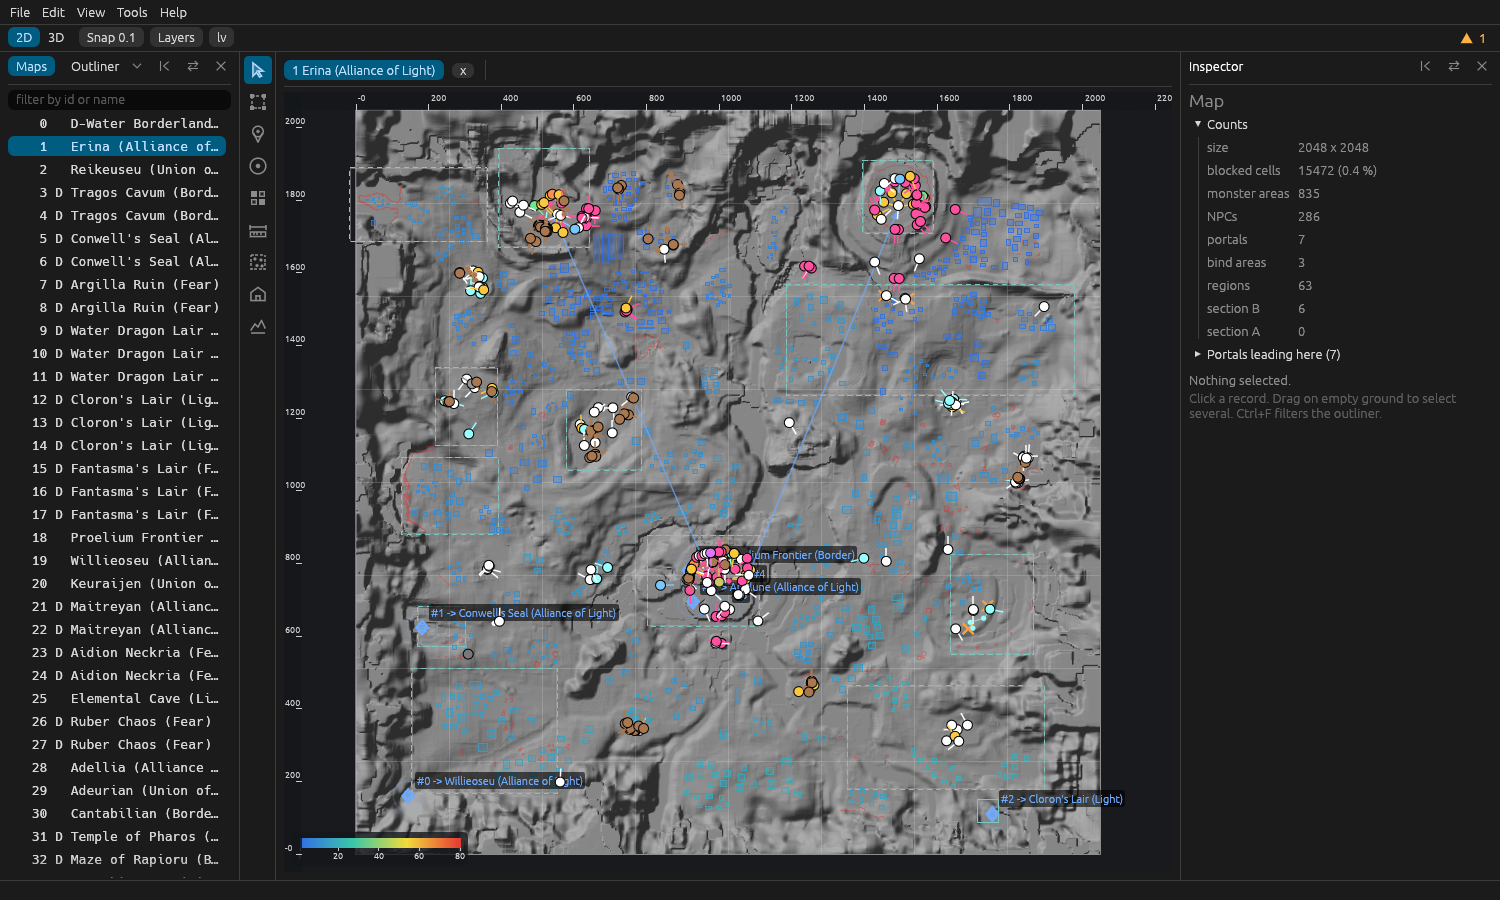 File Edit View Tools Help
2D 3D Snap 0.1 Layers lv 1
Maps Outliner
filter by id or name
0 D-Water Borderland…
1 Erina (Alliance of…
2 Reikeuseu (Union o…
3 D Tragos Cavum (Bord…
4 D Tragos Cavum (Bord…
5 D Conwell's Seal (Al…
6 D Conwell's Seal (Al…
7 D Argilla Ruin (Fear)
8 D Argilla Ruin (Fear)
9 D Water Dragon Lair …
10 D Water Dragon Lair …
11 D Water Dragon Lair …
12 D Cloron's Lair (Lig…
13 D Cloron's Lair (Lig…
14 D Cloron's Lair (Lig…
15 D Fantasma's Lair (F…
16 D Fantasma's Lair (F…
17 D Fantasma's Lair (F…
18 Proelium Frontier …
19 Willieoseu (Allian…
20 Keuraijen (Union o…
21 D Maitreyan (Allianc…
22 D Maitreyan (Allianc…
23 D Aidion Neckria (Fe…
24 D Aidion Neckria (Fe…
25 Elemental Cave (Li…
26 D Ruber Chaos (Fear)
27 D Ruber Chaos (Fear)
28 Adellia (Alliance …
29 Adeurian (Union of…
30 Cantabilian (Borde…
31 D Temple of Pharos (…
32 D Maze of Rapioru (B…
1 Erina (Alliance of Light) x
-0 200 400 600 800 1000 1200 1400 1600 1800 2000 220
2000
1800
1600
1400
1200
1000
800
600
400
200
-0
ium Frontier (Border)
#4
une (Alliance of Light)
#1 -> Conwells Seal (Alliance of Light)
#0 -> Willieoseu (Alliance of Light)
#2 -> Cloron's Lair (Light)
20 40 60 80
Inspector
Map
Counts
size 2048 x 2048
blocked cells 15472 (0.4 %)
monster areas 835
NPCs 286
portals 7
bind areas 3
regions 63
section B 6
section A 0
Portals leading here (7)
Nothing selected.
Click a record. Drag on empty ground to select
several. Ctrl+F filters the outliner.